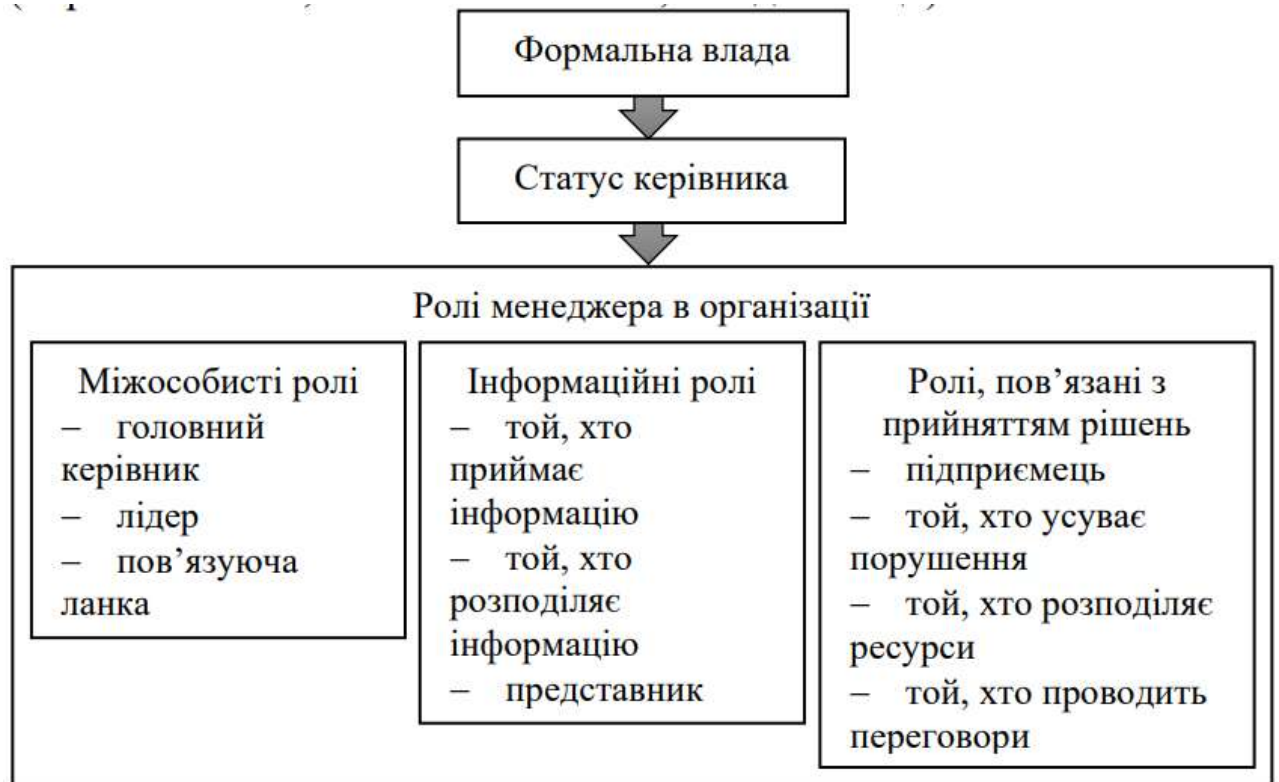 Формальна влада
Статус керівника
Ролі менеджера в організації
Міжособисті ролі
– головний
керівник
– лідер
– пов’язуюча
ланка
Інформаційні ролі
– той, хто
приймає
інформацію
– той, хто
розподіляє
інформацію
– представник
Ролі, пов’язані з
прийняттям рішень
– підприємець
– той, хто усуває
порушення
– той, хто розподіляє
ресурси
– той, хто проводить
переговори